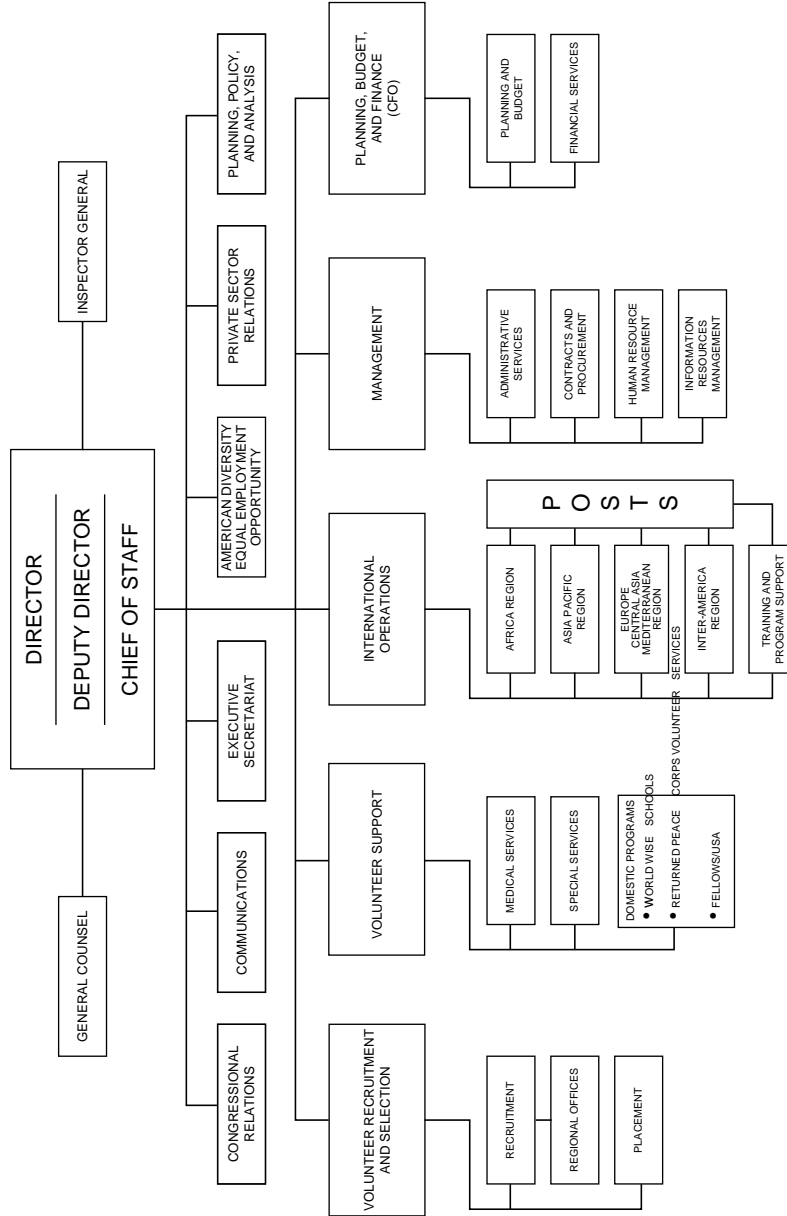 DIRECTOR
DEPUTY DIRECTOR
CHIEF OF STAFF
GENERAL COUNSEL
INSPECTOR GENERAL
CONGRESSIONAL
RELATIONS
COMMUNICATIONS
EXECUTIVE
SECRETARIAT
AMERICAN DIVERSITY
EQUAL EMPLOYMENT
OPPORTUNITY
PRIVATE SECTOR
RELATIONS
PLANNING, POLICY,
AND ANALYSIS
VOLUNTEER RECRUITMENT
AND SELECTION
VOLUNTEER SUPPORT
INTERNATIONAL
OPERATIONS
MANAGEMENT
PLANNING, BUDGET,
AND FINANCE
(CFO)
RECRUITMENT
REGIONAL OFFICES
PLACEMENT
MEDICAL SERVICES
SPECIAL SERVICES
DOMESTIC PROGRAMS
• WORLD WISE SCHOOLS
• RETURNED PEACE CORPS VOLUNTEER SERVICES
• FELLOWS/USA
AFRICA REGION
ASIA PACIFIC
REGION
EUROPE
CENTRAL ASIA
MEDITERRANEAN
REGION
INTER-AMERICA
REGION
TRAINING AND
PROGRAM SUPPORT
POSTS
ADMINISTRATIVE
SERVICES
CONTRACTS AND
PROCUREMENT
HUMAN RESOURCE
MANAGEMENT
INFORMATION
RESOURCES
MANAGEMENT
PLANNING AND
BUDGET
FINANCIAL SERVICES